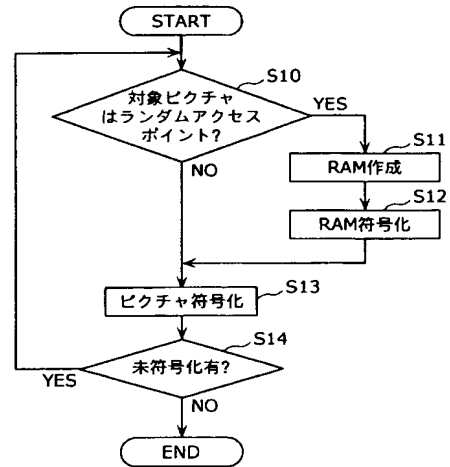 START
S10
対象ピクチャ
はランダムアクセス
ポイント?
YES
NO
S11
RAM作成
S12
RAM符号化
S13
ピクチャ符号化
S14
未符号化有?
YES
NO
END